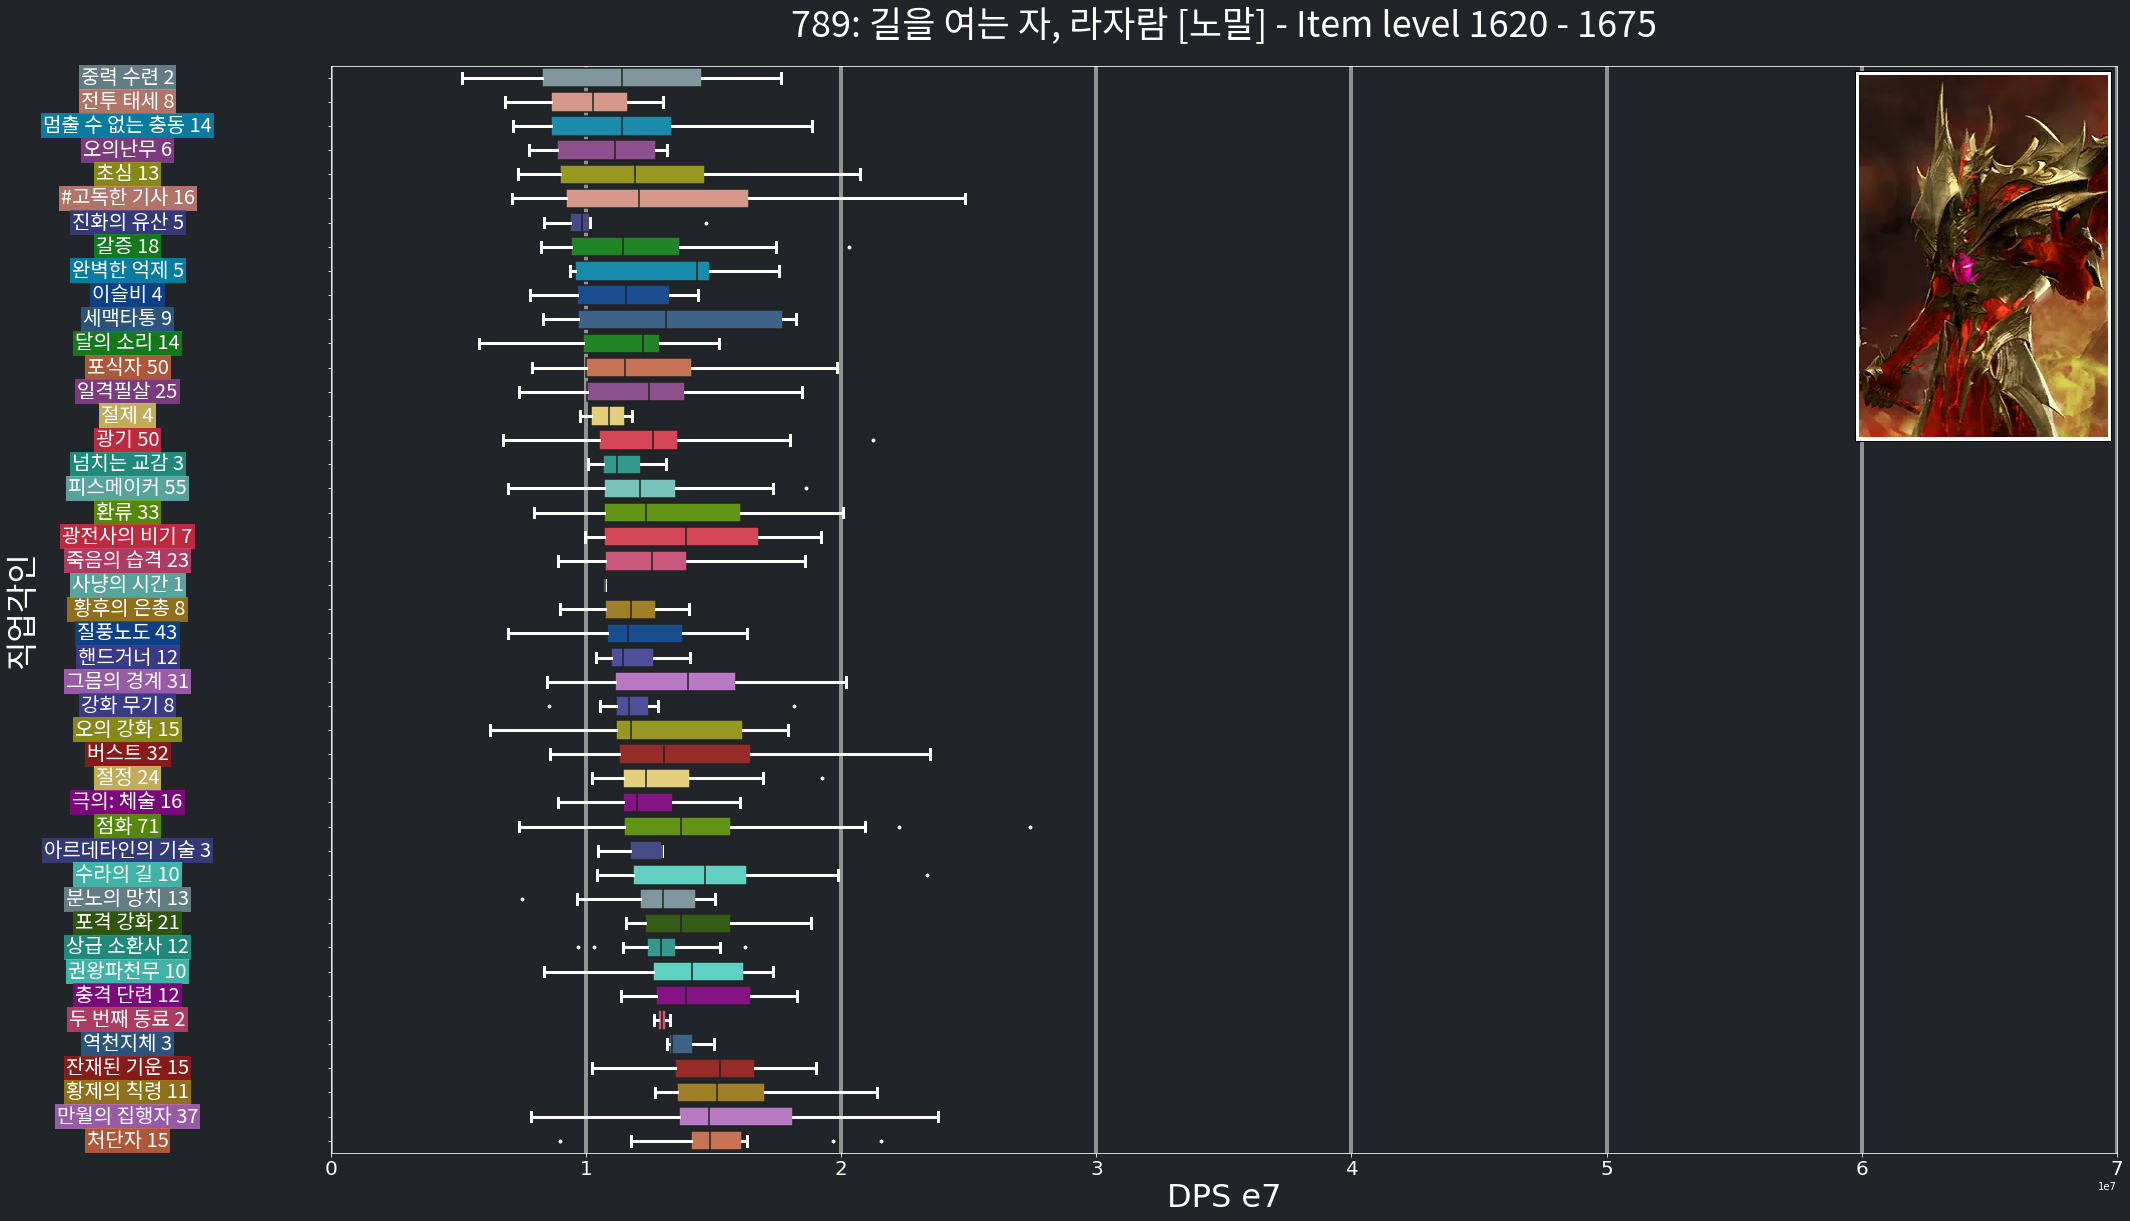 789: 길을 여는 자, 라자람 [노말] - Item level 1620 - 1675
직업각인
중력 수련 2
전투 태세 8
멈출 수 없는 충동 14
오의난무 6
초심 13
#고독한 기사 16
진화의 유산 5
갈증 18
완벽한 억제 5
이슬비 4
세맥타통 9
달의 소리 14
포식자 50
일격필살 25
절제 4
광기 50
넘치는 교감 3
피스메이커 55
환류 33
광전사의 비기 7
죽음의 습격 23
사냥의 시간 1
황후의 은총 8
질풍노도 43
핸드거너 12
그믐의 경계 31
강화 무기 8
오의 강화 15
버스트 32
절정 24
극의: 체술 16
점화 71
아르데타인의 기술 3
수라의 길 10
분노의 망치 13
포격 강화 21
상급 소환사 12
권왕파천무 10
충격 단련 12
두 번째 동료 2
역천지체 3
잔재된 기운 15
황제의 칙령 11
만월의 집행자 37
처단자 15
0 1 2 3 4 5 6 7
1e7
DPS e7